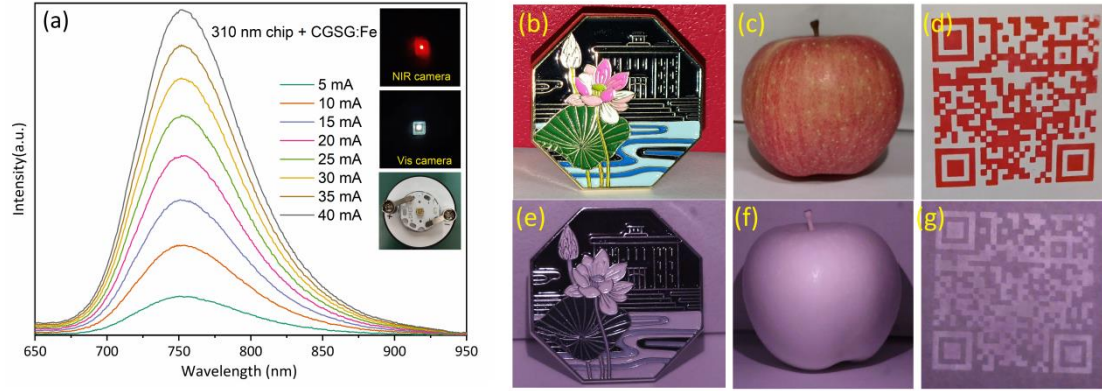 (a)
310 nm chip + CGSG:Fe
5 mA
10 mA
15 mA
20 mA
25 mA
30 mA
35 mA
40 mA
NIR camera
Vis camera
Intensity(a.u.)
650 700 750 800 850 900 950
Wavelength (nm)
(b)
(c)
(d)
(e)
(f)
(g)